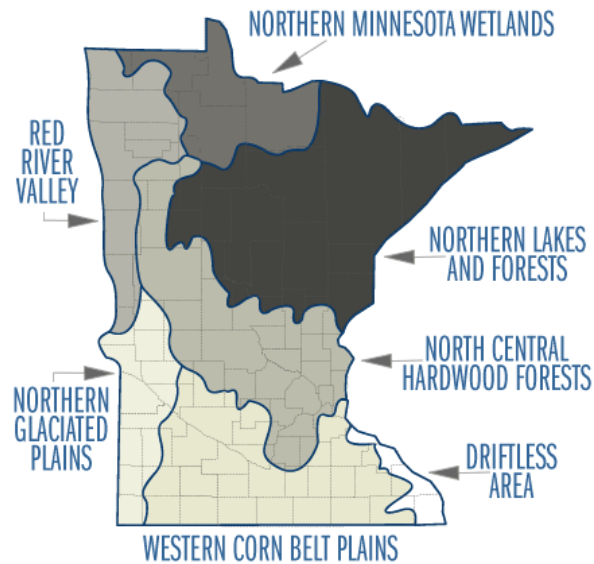 NORTHERN MINNESOTA WETLANDS
RED
RIVER
VALLEY
NORTHERN LAKES
AND FORESTS
NORTH CENTRAL
HARDWOOD FORESTS
NORTHERN
GLACIATED
PLAINS
DRIFTLESS
AREA
WESTERN CORN BELT PLAINS